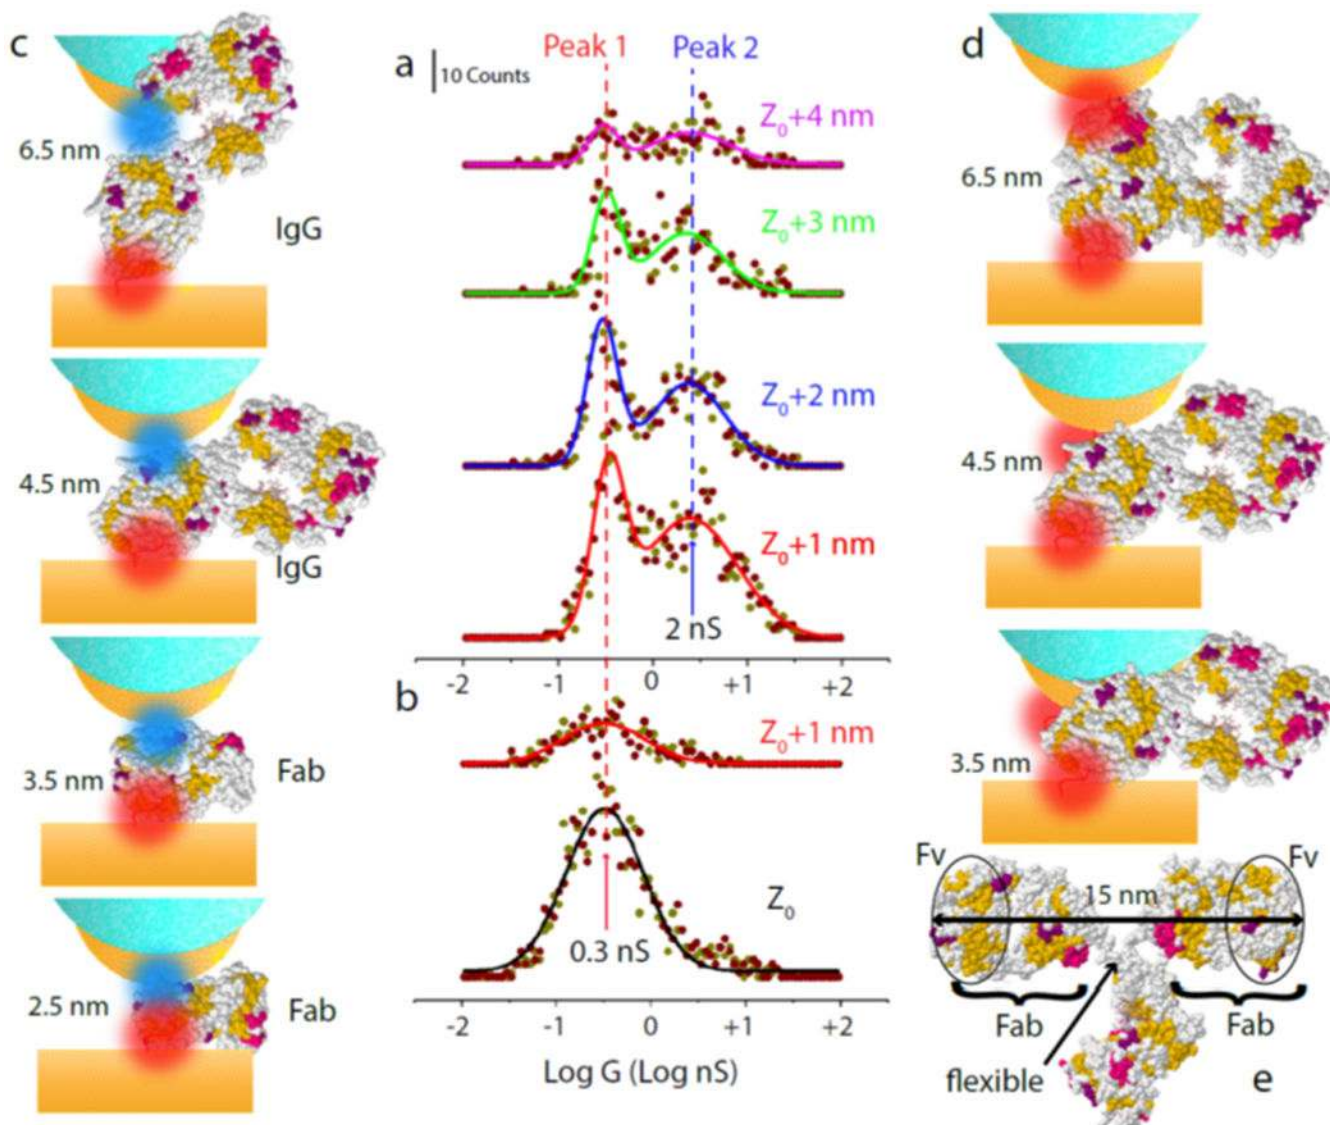 c
6.5 nm
IgG
4.5 nm
IgG
3.5 nm
Fab
2.5 nm
Fab
a
10 Counts
Peak 1
Peak 2
Z0+4 nm
Z0+3 nm
Z0+2 nm
Z0+1 nm
2 nS
-2 -1 0 +1 +2
b
Z0+1 nm
Z0
0.3 nS
-2 -1 0 +1 +2
Log G (Log nS)
d
6.5 nm
4.5 nm
3.5 nm
Fv
Fv
15 nm
Fab
Fab
flexible
e